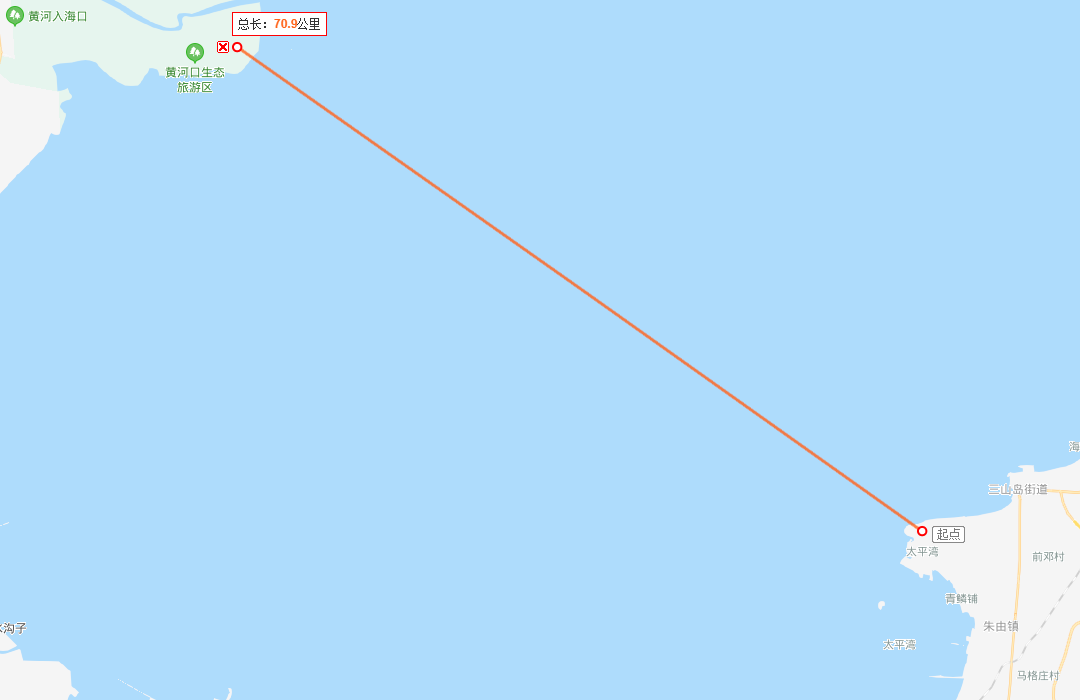 黄河入海口
总长：70.9公里
黄河口生态
旅游区
海
三山岛街道
起点
太平湾
前邓村
青鳞铺
朱由镇
沟子
太平湾
马格庄村